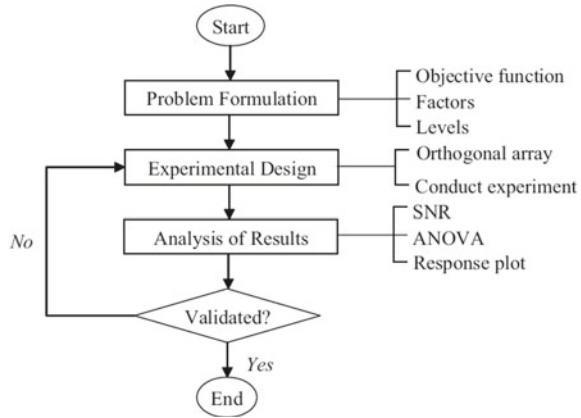 Start
Problem Formulation
Objective function
Factors
Levels
Experimental Design
Orthogonal array
Conduct experiment
Analysis of Results
SNR
ANOVA
Response plot
No
Validated?
Yes
End